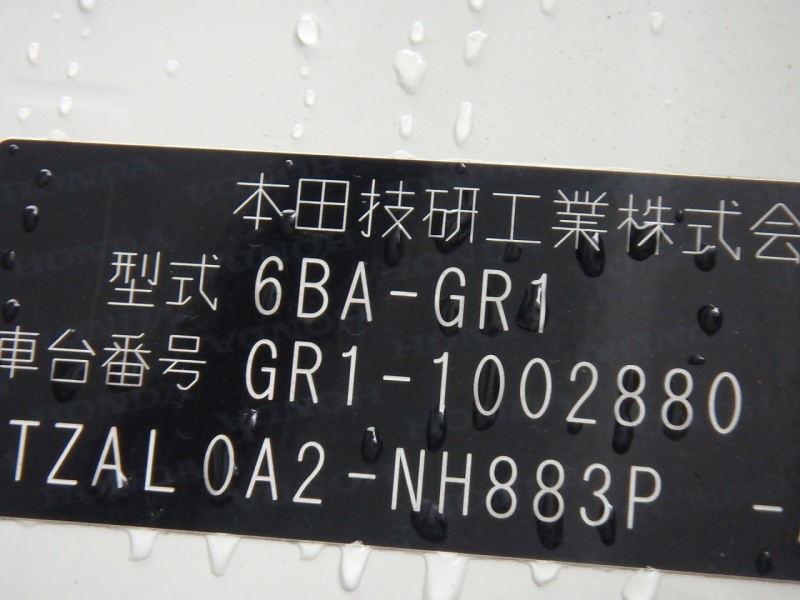 本田技研工業株式会
型式 6BA-GR1
車台番号 GR1-1002880
TZAL 0A2-NH883P -